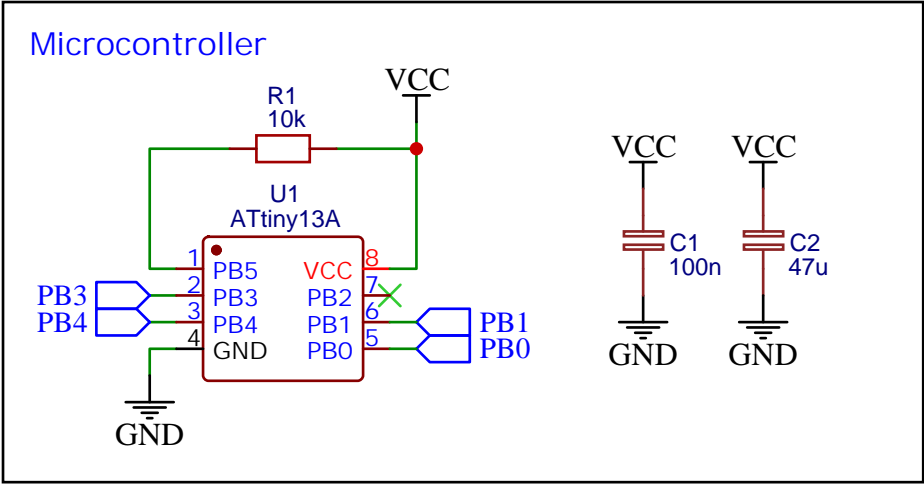 Microcontroller
VCC
R1
10k
U1
ATtiny13A
1
PB5
2
PB3
3
PB4
4
GND
8
VCC
7
PB2
6
PB1
5
PB0
PB3
PB4
PB1
PB0
GND
VCC
C1
100n
GND
VCC
C2
47u
GND